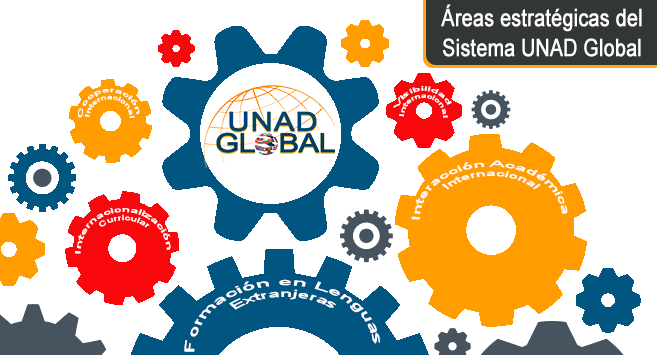 Áreas estratégicas del
Sistema UNAD Global
UNAD
GLOBAL
Cooperación
Internacional
Visibilidad
Internacional
Interacción Académica
Internacional
Internacionalización
Curricular
Formación en Lenguas
Extranjeras